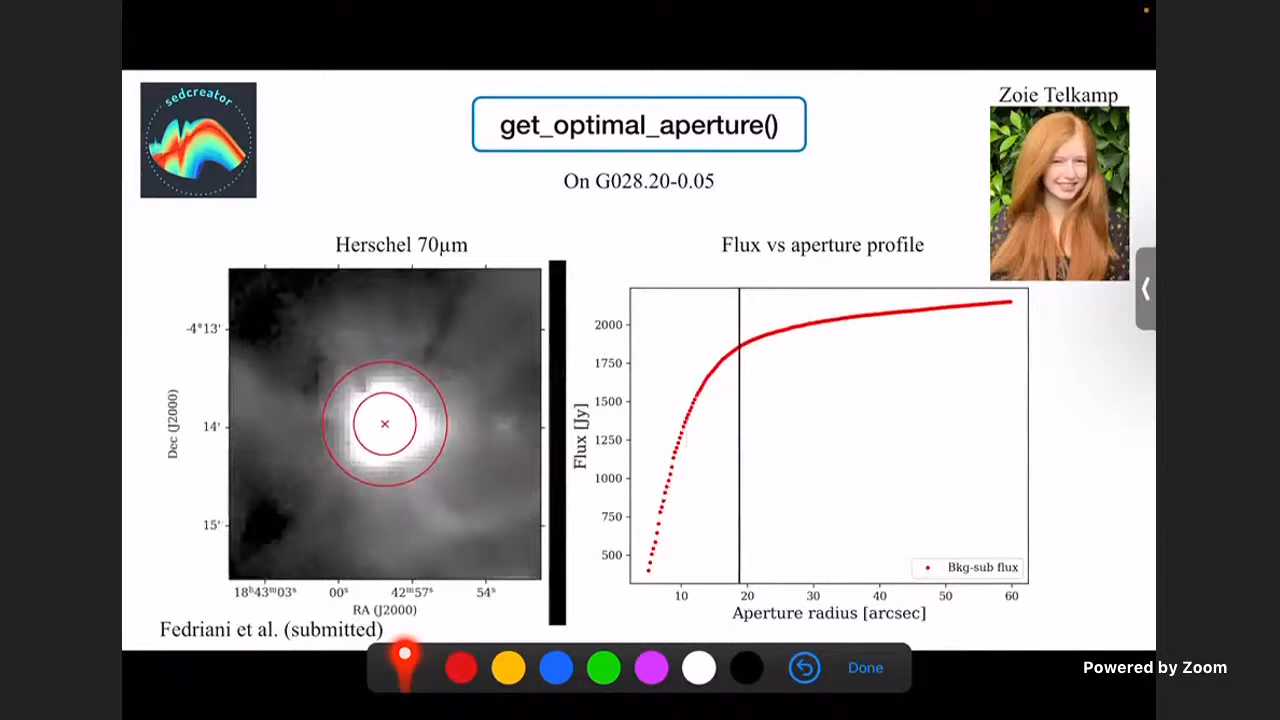 sedcreator
get_optimal_aperture()
Zoie Telkamp
On G028.20-0.05
Herschel 70μm
Flux vs aperture profile
-4°13'
14'
15'
Dec (J2000)
18ʰ43ᵐ03ˢ 00ˢ 42ᵐ57ˢ 54ˢ
RA (J2000)
2000
1750
1500
1250
1000
750
500
Flux [Jy]
Bkg-sub flux
10 20 30 40 50 60
Aperture radius [arcsec]
Fedriani et al. (submitted)
Done
Powered by Zoom